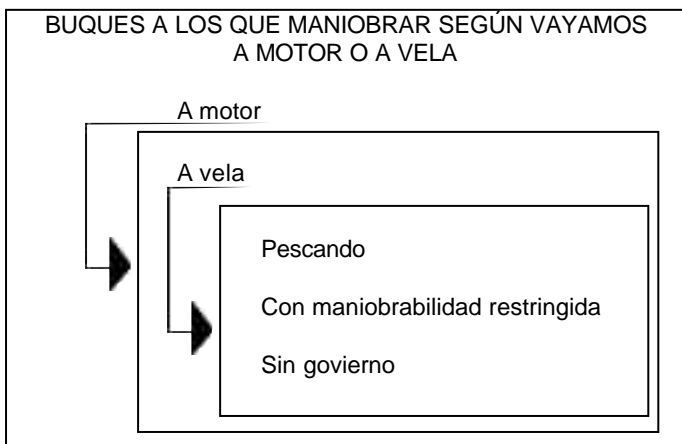 BUQUES A LOS QUE MANIOBRAR SEGÚN VAYAMOS
A MOTOR O A VELA
A motor
A vela
Pescando
Con maniobrabilidad restringida
Sin govierno